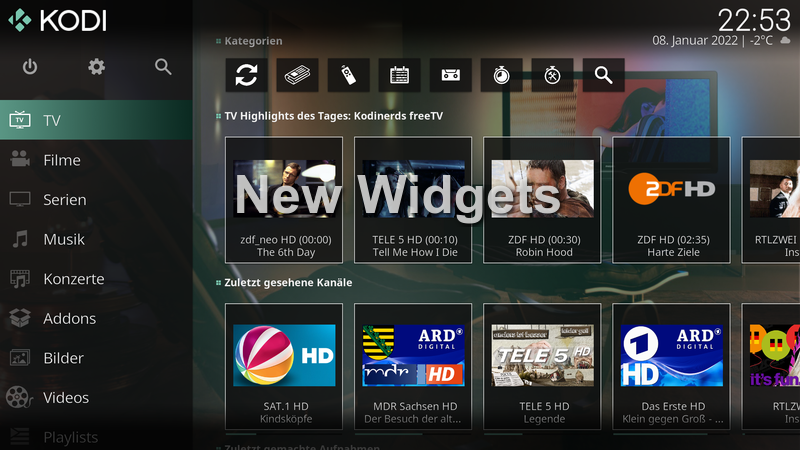 KODI
22:53
08. Januar 2022 | -2°C
Kategorien
TV
TV
Filme
Serien
Musik
Konzerte
Addons
Bilder
Videos
Playlists
TV Highlights des Tages: Kodinerds freeTV
New Widgets
2DF HD
zdf_neo HD (00:00)
The 6th Day
TELE 5 HD (00:10)
Tell Me How I Die
ZDF HD (00:30)
Robin Hood
ZDF HD (02:35)
Harte Ziele
RTLZWEI
Ins
Zuletzt gesehene Kanäle
HD
SAT.1 HD
Kindsköpfe
ARD
DIGITAL
mdr HD
MDR Sachsen HD
Der Besuch der alt...
TELE 5 HD
TELE 5 HD
Legende
1
HD
ARD
DIGITAL
Das Erste HD
Klein gegen Groß - ...
it's fun.
RTLZ
Ins
Zuletzt gemachte Aufnahmen